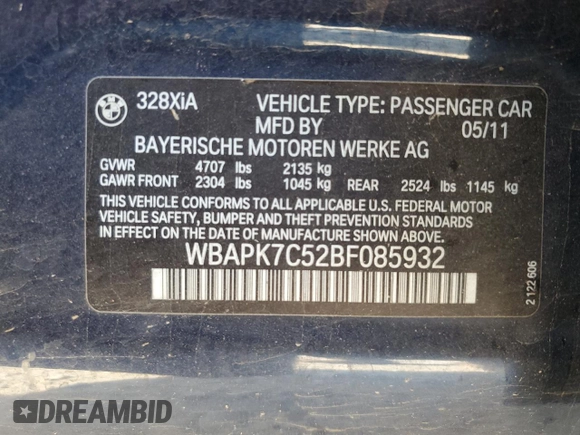 328XiA VEHICLE TYPE: PASSENGER CAR
MFD BY 05/11
BAYERISCHE MOTOREN WERKE AG
GVWR 4707 lbs 2135 kg
GAWR FRONT 2304 lbs 1045 kg REAR 2524 lbs 1145 kg
THIS VEHICLE CONFORMS TO ALL APPLICABLE U.S. FEDERAL MOTOR
VEHICLE SAFETY, BUMPER AND THEFT PREVENTION STANDARDS
IN EFFECT ON THE DATE OF MANUFACTURE SHOWN ABOVE.
WBAPK7C52BF085932
2 122 606
DREAMBID